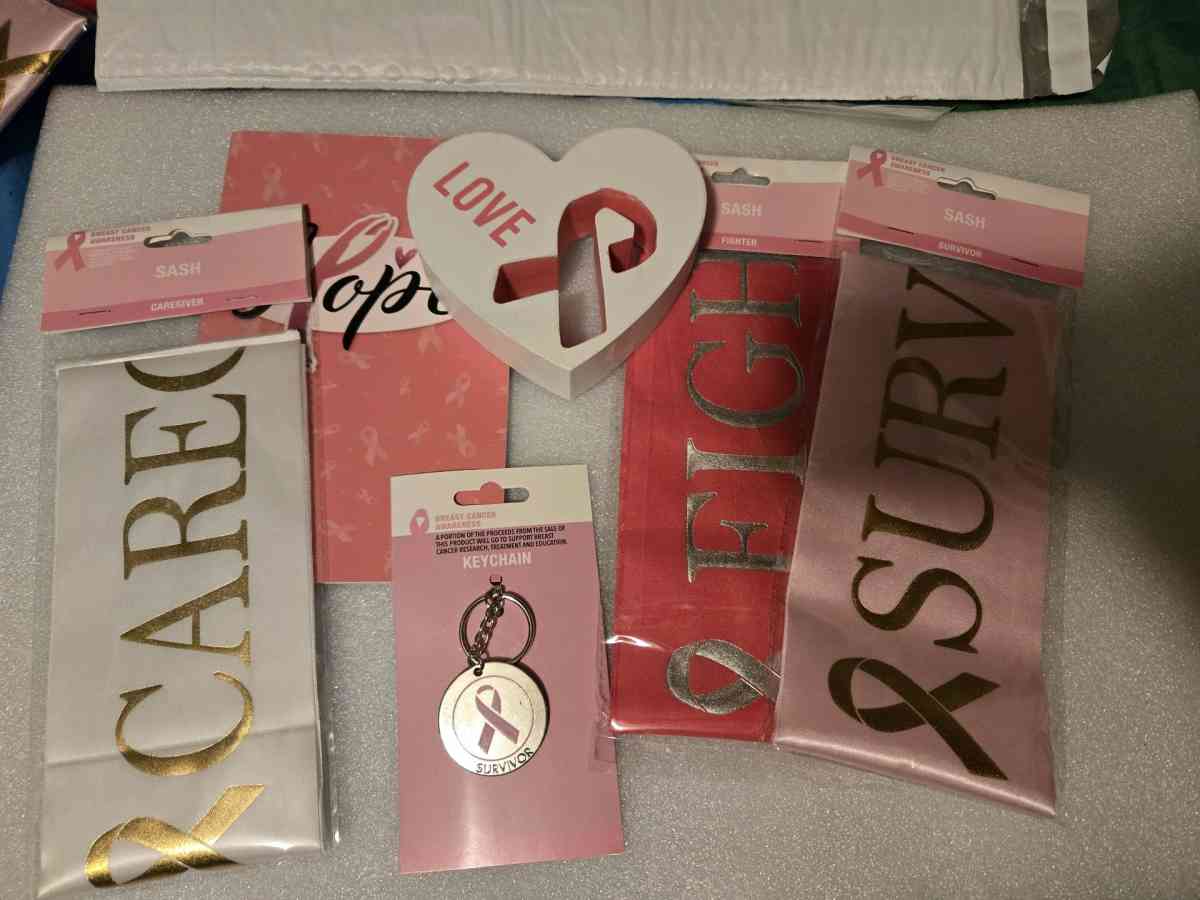 BREAST CANCER
AWARENESS
SASH
CAREGIVER
CAREG
Hope
LOVE
SASH
FIGHTER
FIGH
BREAST CANCER
AWARENESS
SASH
SURVIVOR
SURV
BREAST CANCER
AWARENESS
A PORTION OF THE PROCEEDS FROM THE SALE OF
THIS PRODUCT WILL GO TO SUPPORT BREAST
CANCER RESEARCH, TREATMENT AND EDUCATION.
KEYCHAIN
SURVIVOR